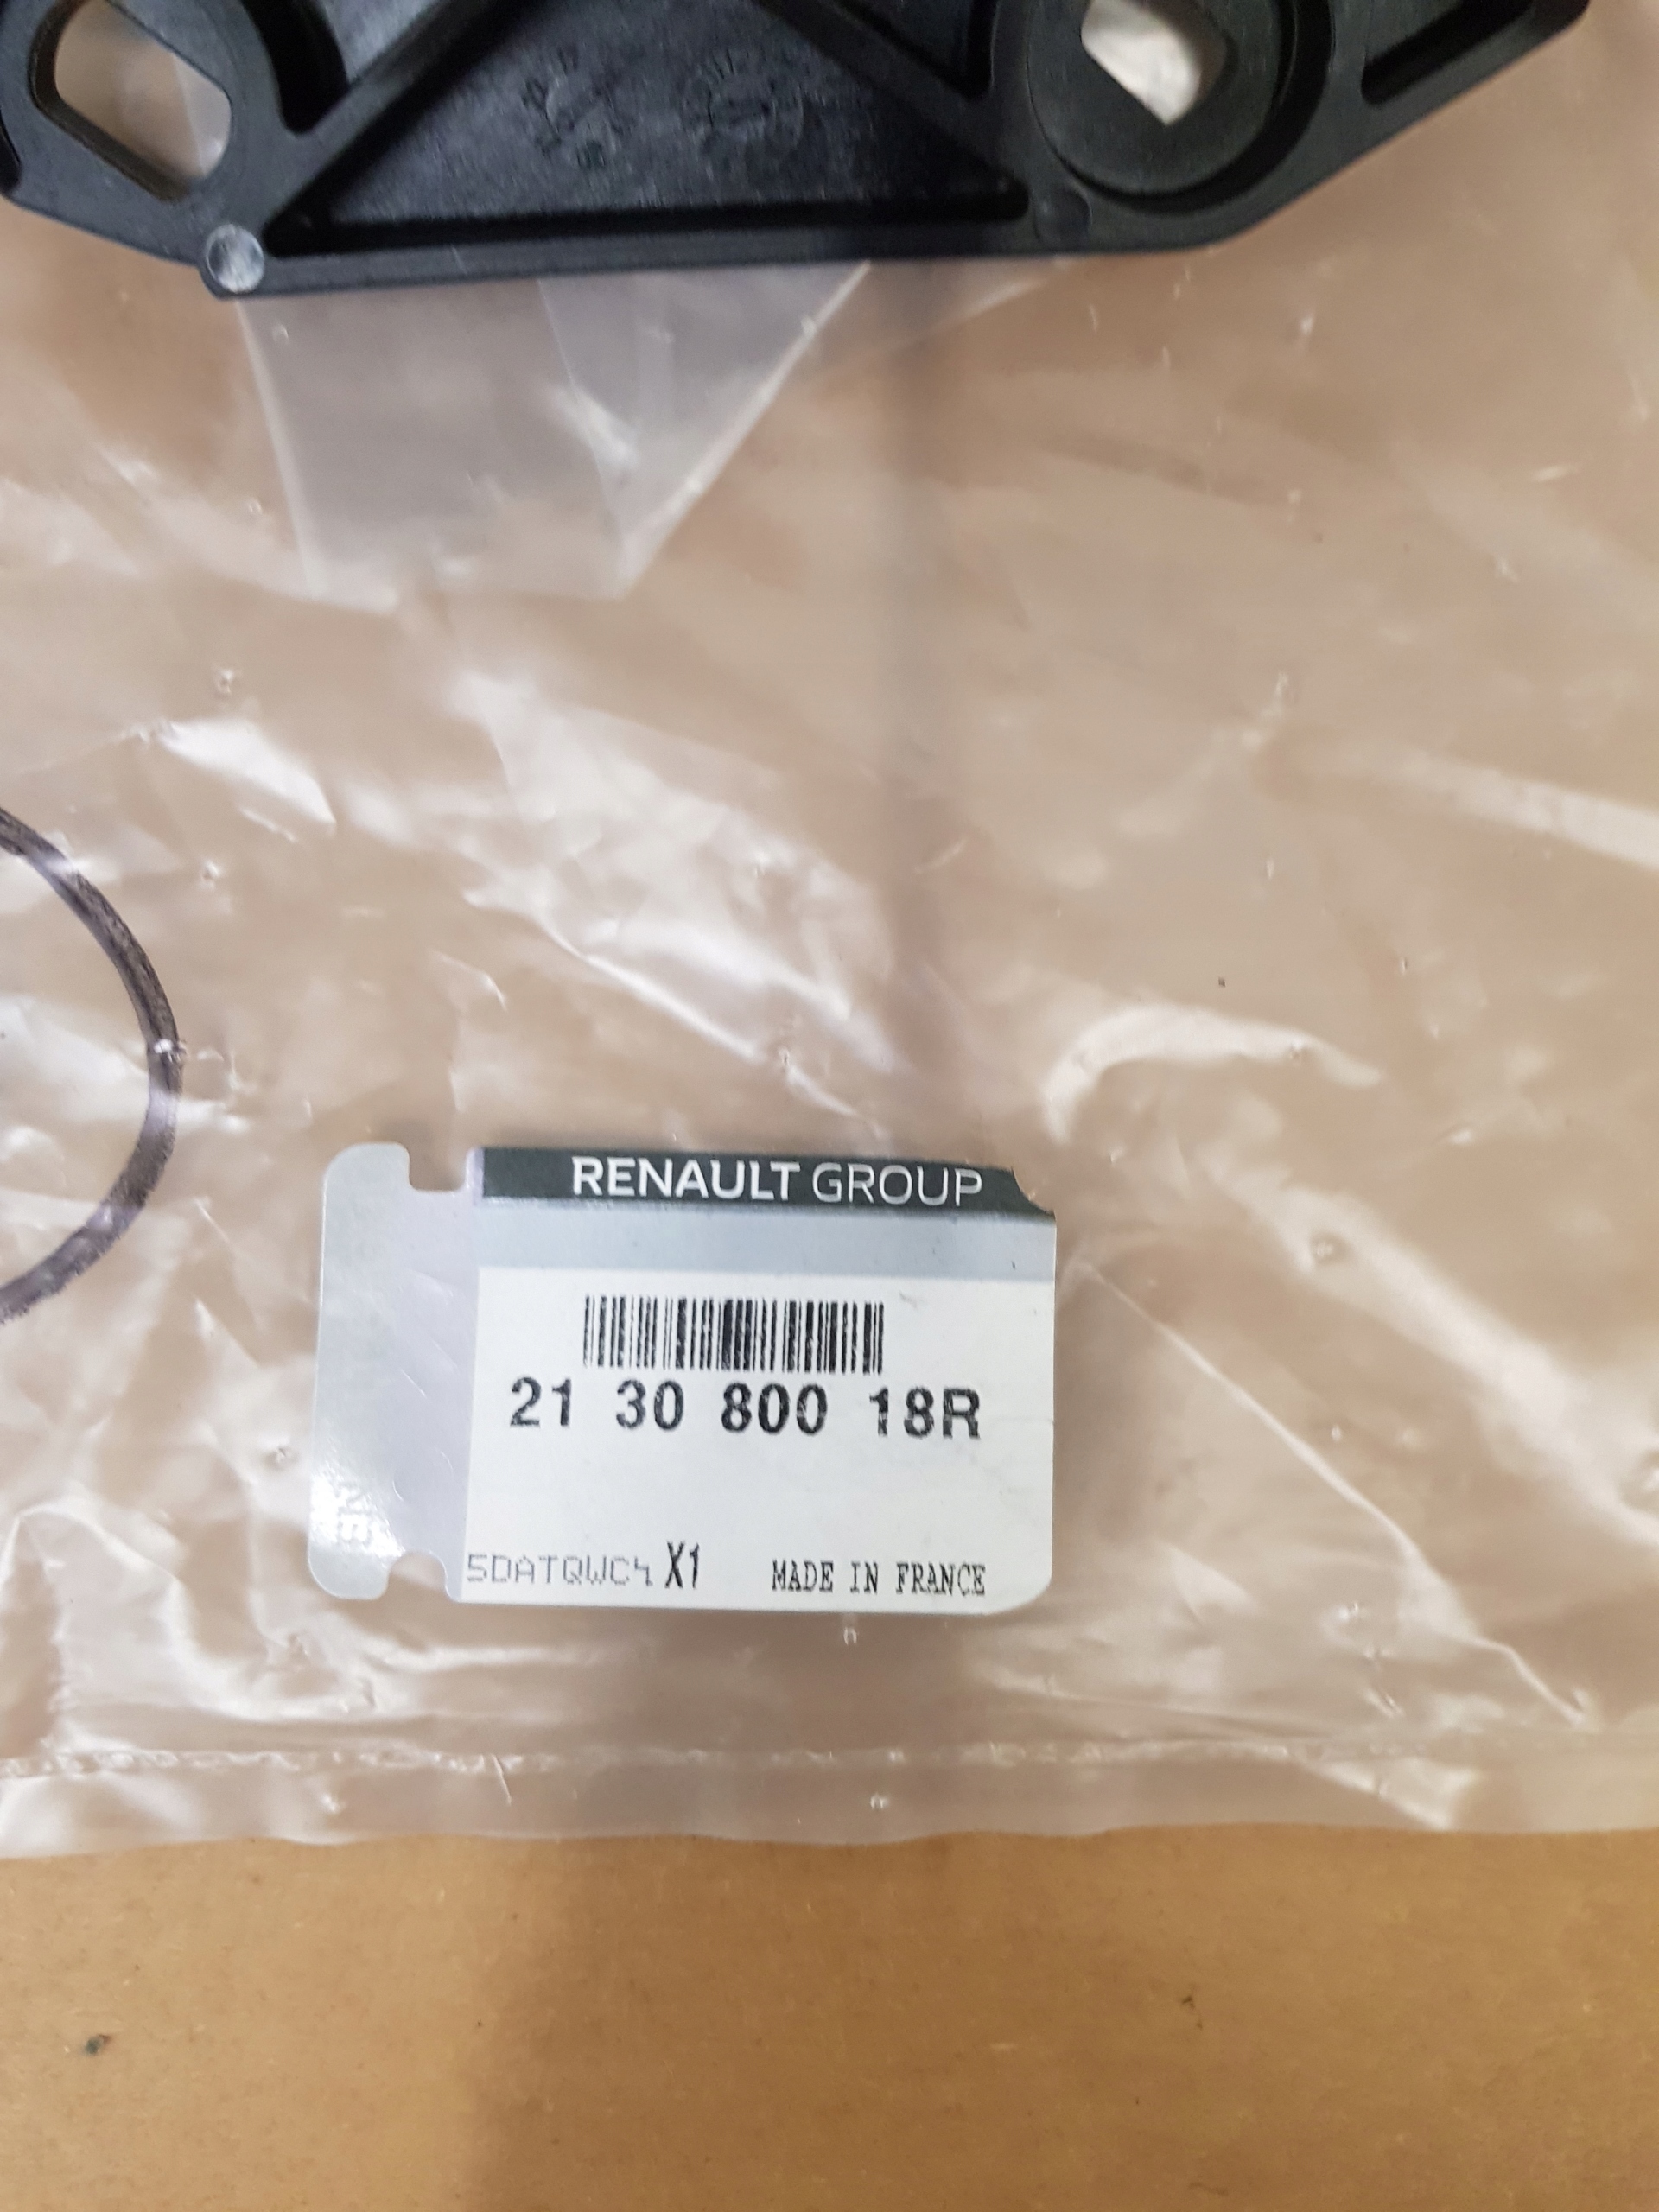 RENAULT GROUP
21 30 800 18R
5DATQWC4 X1 MADE IN FRANCE